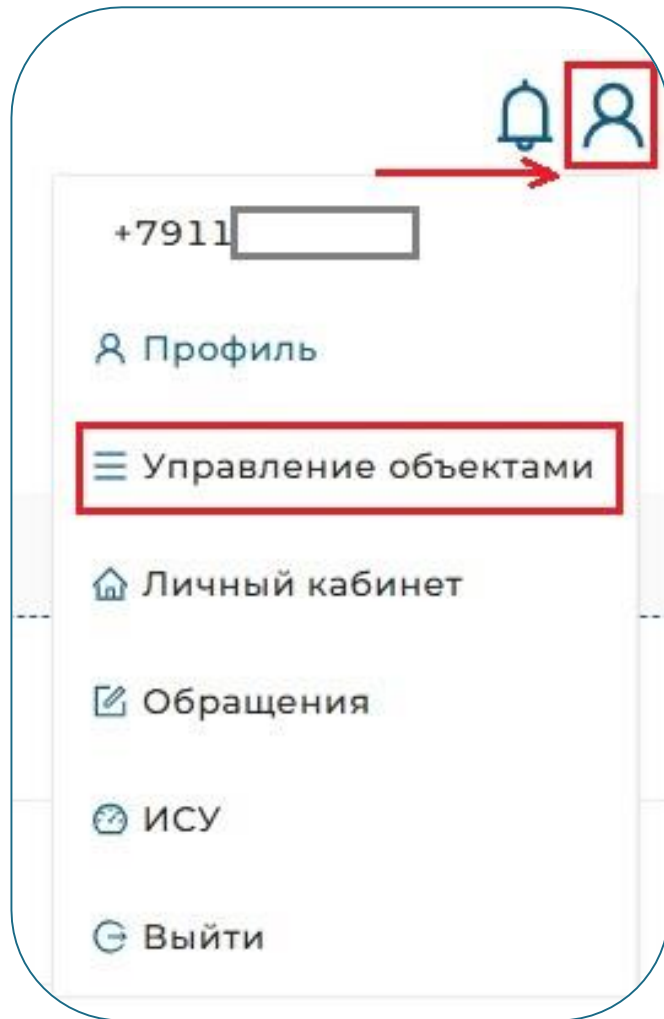 +7911
Профиль
Управление объектами
Личный кабинет
Обращения
ИСУ
Выйти